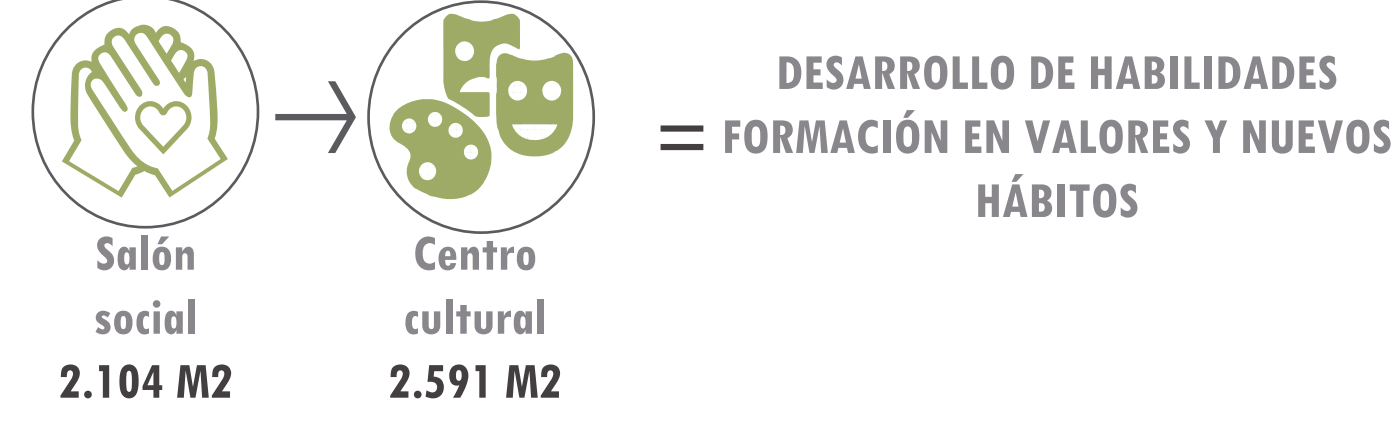 Salón
social
2.104 M2
Centro
cultural
2.591 M2
=
DESARROLLO DE HABILIDADES
FORMACIÓN EN VALORES Y NUEVOS
HÁBITOS